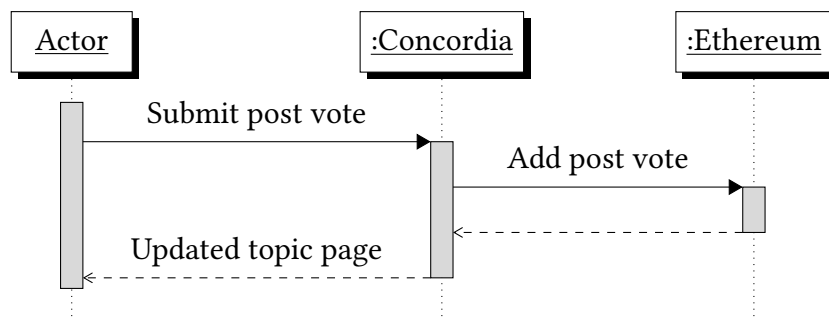 Actor
:Concordia
:Ethereum
Submit post vote
Add post vote
Updated topic page